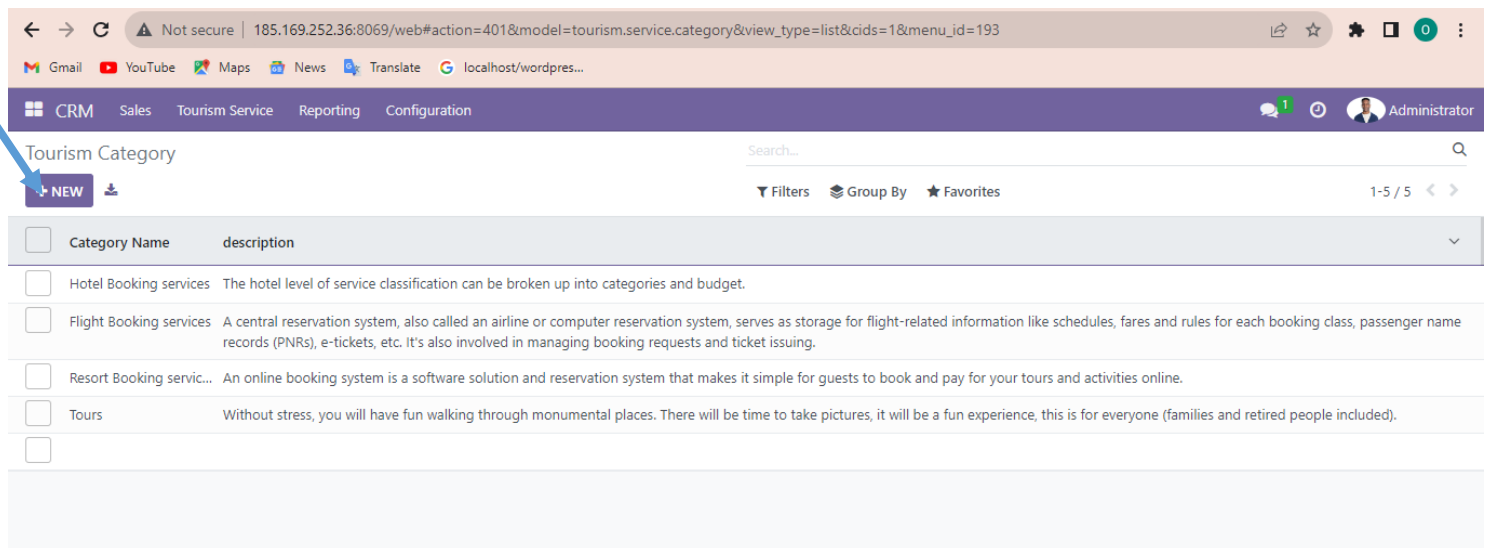 Not secure | 185.169.252.36:8069/web#action=401&model=tourism.service.category&view_type=list&cids=1&menu_id=193
O
Gmail YouTube Maps News Translate localhost/wordpres...
CRM Sales Tourism Service Reporting Configuration 1 Administrator
Tourism Category Search...
NEW Filters Group By Favorites 1-5 / 5
Category Name description
Hotel Booking services The hotel level of service classification can be broken up into categories and budget.
Flight Booking services A central reservation system, also called an airline or computer reservation system, serves as storage for flight-related information like schedules, fares and rules for each booking class, passenger name
records (PNRs), e-tickets, etc. It's also involved in managing booking requests and ticket issuing.
Resort Booking servic... An online booking system is a software solution and reservation system that makes it simple for guests to book and pay for your tours and activities online.
Tours Without stress, you will have fun walking through monumental places. There will be time to take pictures, it will be a fun experience, this is for everyone (families and retired people included).